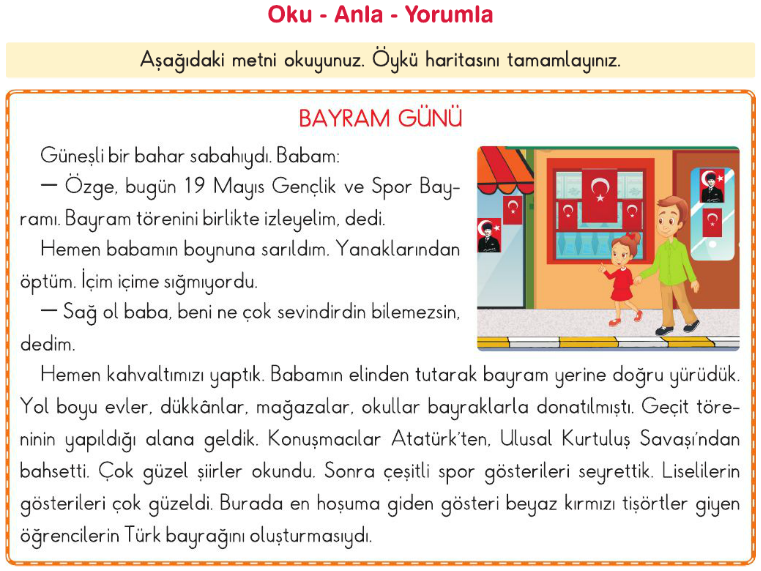 Oku - Anla - Yorumla
Aşağıdaki metni okuyunuz. Öykü haritasını tamamlayınız.
BAYRAM GÜNÜ
Güneşli bir bahar sabahıydı. Babam:
— Özge, bugün 19 Mayıs Gençlik ve Spor Bay-
ramı. Bayram törenini birlikte izleyelim, dedi.
Hemen babamın boynuna sarıldım. Yanaklarından
öptüm. İçim içime sığmıyordu.
— Sağ ol baba, beni ne çok sevindirdin bilemezsin,
dedim.
Hemen kahvaltımızı yaptık. Babamın elinden tutarak bayram yerine doğru yürüdük.
Yol boyu evler, dükkânlar, mağazalar, okullar bayraklarla donatılmıştı. Geçit töre-
ninin yapıldığı alana geldik. Konuşmacılar Atatürk'ten, Ulusal Kurtuluş Savaşı'ndan
bahsetti. Çok güzel şiirler okundu. Sonra çeşitli spor gösterileri seyrettik. Liselilerin
gösterileri çok güzeldi. Burada en hoşuma giden gösteri beyaz kırmızı tişörtler giyen
öğrencilerin Türk bayrağını oluşturmasıydı.